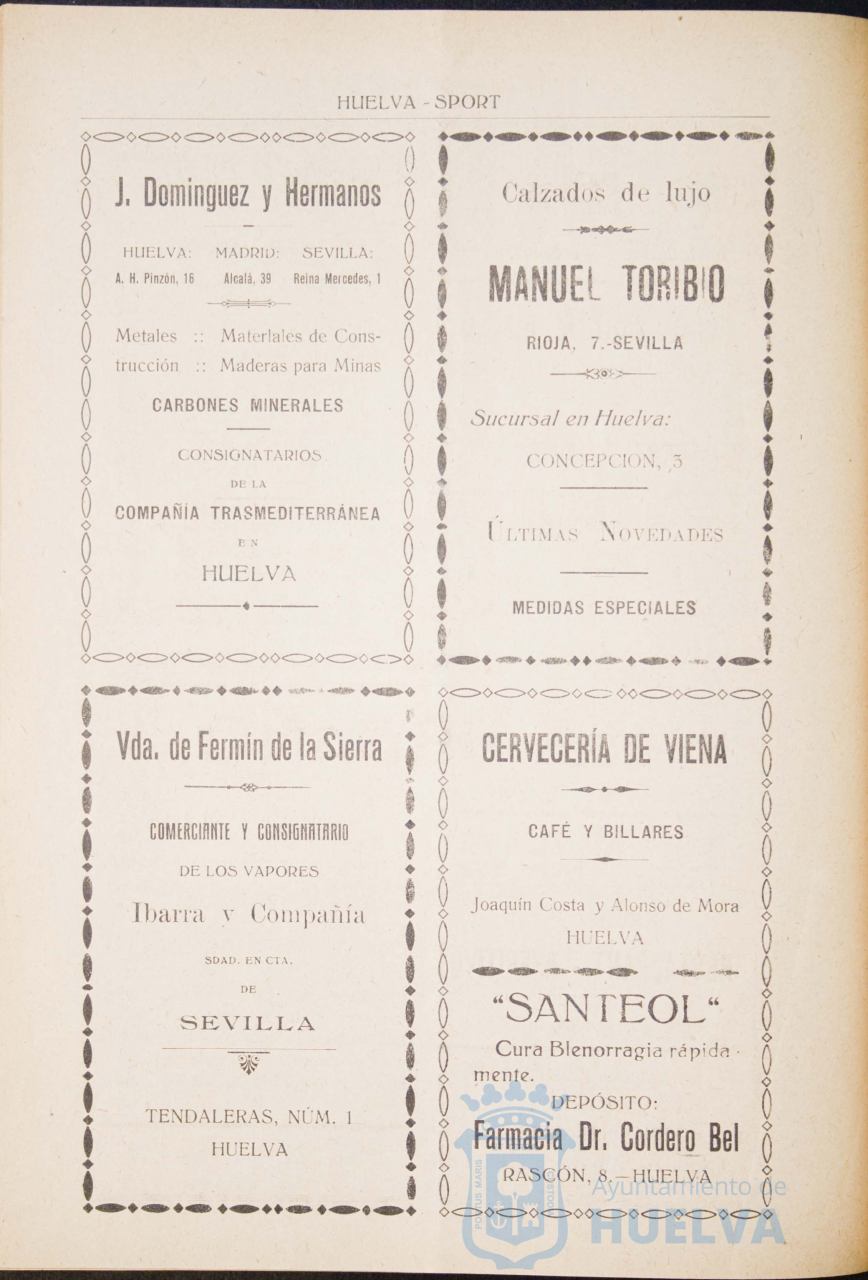 HUELVA - SPORT
J. Dominguez y Hermanos
HUELVA: MADRID: SEVILLA:
A. H. Pinzón, 16 Alcalá, 39 Reina Mercedes, 1
Metales :: Materlales de Cons-
trucción :: Maderas para Minas
CARBONES MINERALES
CONSIGNATARIOS
DE LA
COMPAÑÍA TRASMEDITERRÁNEA
EN
HUELVA
Calzados de lujo
MANUEL TORIBIO
RIOJA, 7.-SEVILLA
Sucursal en Huelva:
CONCEPCION, 3
ÚLTIMAS NOVEDADES
MEDIDAS ESPECIALES
Vda. de Fermín de la Sierra
COMERCIANTE Y CONSIGNATARIO
DE LOS VAPORES
Ibarra y Compañía
SDAD. EN CTA.
DE
SEVILLA
TENDALERAS, NÚM. 1
HUELVA
CERVECERÍA DE VIENA
CAFÉ Y BILLARES
Joaquín Costa y Alonso de Mora
HUELVA
"SANTEOL"
Cura Blenorragia rápida-
mente.
DEPÓSITO:
Farmacia Dr. Cordero Bel
RASCÓN, 8.—HUELVA
Ayuntamiento de
HUELVA
PORTUS MARIS